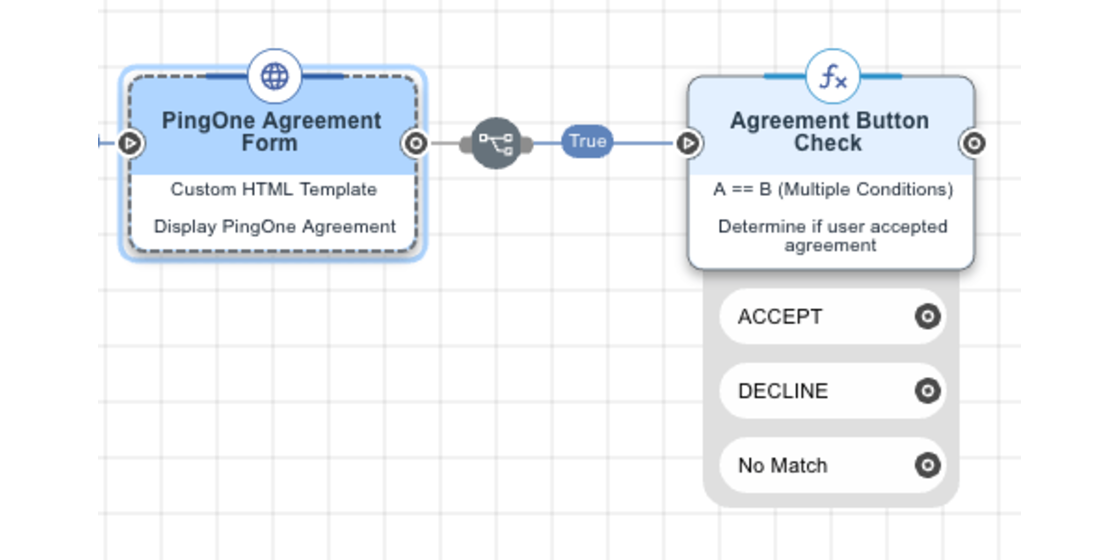 PingOne Agreement
Form
Custom HTML Template
Display PingOne Agreement
True
fx
Agreement Button
Check
A == B (Multiple Conditions)
Determine if user accepted
agreement
ACCEPT
DECLINE
No Match